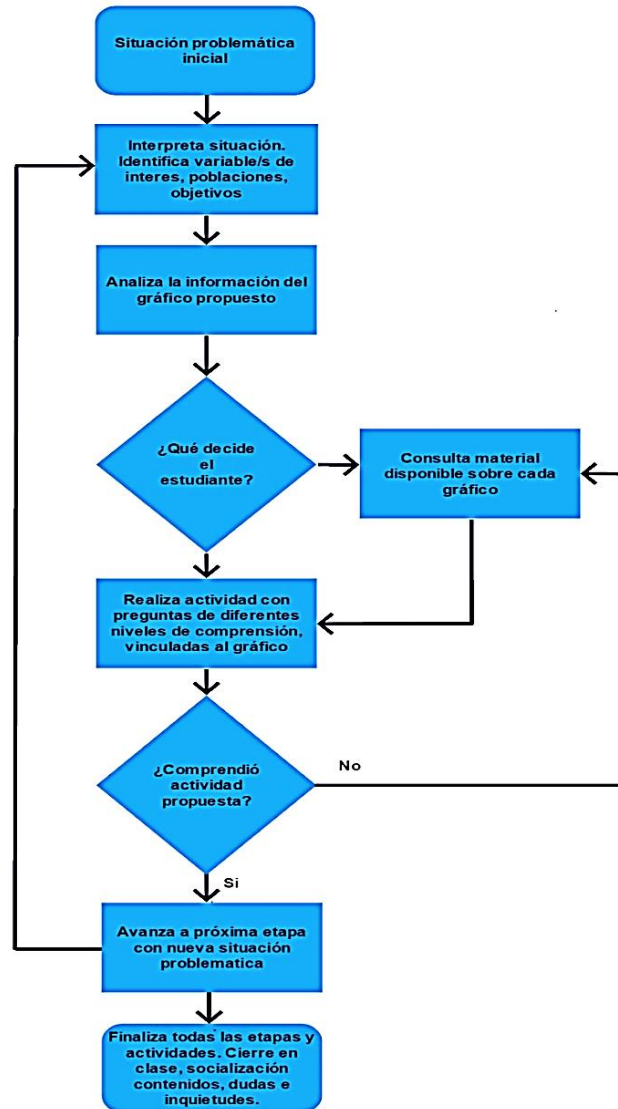 Situación problemática
inicial
Interpreta situación.
Identifica variable/s de
interes, poblaciones,
objetivos
Analiza la información del
gráfico propuesto
¿Qué decide
el
estudiante?
Consulta material
disponible sobre cada
gráfico
Realiza actividad con
preguntas de diferentes
niveles de comprensión,
vinculadas al gráfico
¿Comprendió
actividad
propuesta?
No
Si
Avanza a próxima etapa
con nueva situación
problematica
Finaliza todas las etapas y
actividades. Cierre en
clase, socialización
contenidos, dudas e
inquietudes.